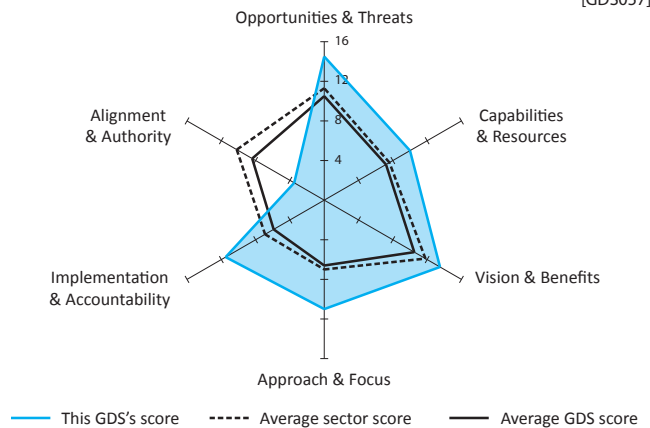 [GDS057]
Opportunities & Threats
16
12
8
4
Alignment
& Authority
Capabilities
& Resources
Implementation
& Accountability
Vision & Benefits
Approach & Focus
This GDS's score
Average sector score
Average GDS score